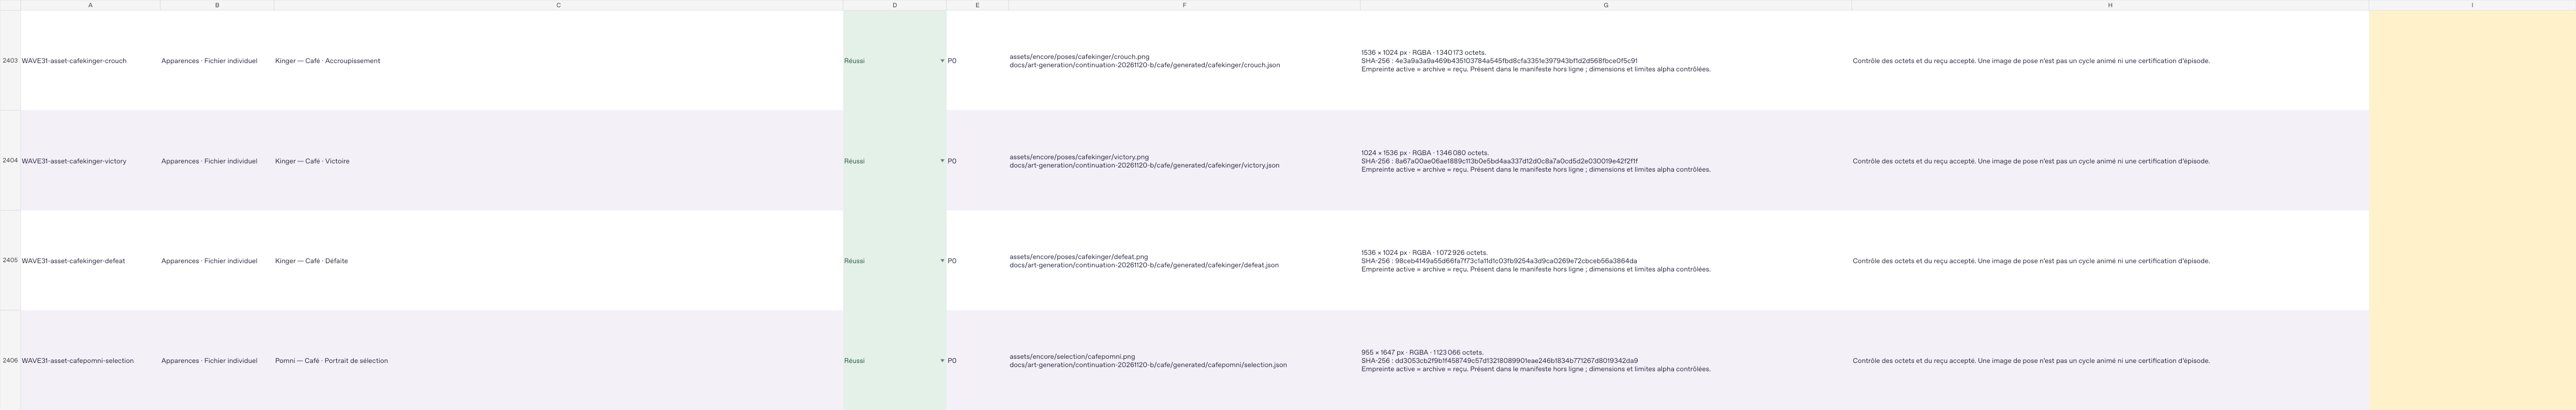 A B C D E F G H I
2403 WAVE31-asset-cafekinger-crouch Apparences · Fichier individuel Kinger — Café · Accroupissement Réussi P0
assets/encore/poses/cafekinger/crouch.png
docs/art-generation/continuation-20261120-b/cafe/generated/cafekinger/crouch.json
1536 × 1024 px · RGBA · 1 340 173 octets.
SHA-256 : 4e3a9a3a9a469b435103784a545fbd8cfa3351e397943bf1d2d568fbce0f5c91
Empreinte active = archive = reçu. Présent dans le manifeste hors ligne ; dimensions et limites alpha contrôlées.
Contrôle des octets et du reçu accepté. Une image de pose n'est pas un cycle animé ni une certification d'épisode.
2404 WAVE31-asset-cafekinger-victory Apparences · Fichier individuel Kinger — Café · Victoire Réussi P0
assets/encore/poses/cafekinger/victory.png
docs/art-generation/continuation-20261120-b/cafe/generated/cafekinger/victory.json
1024 × 1536 px · RGBA · 1 346 080 octets.
SHA-256 : 8a67a00ae06ae1889c113b0e5bd4aa337d12d0c8a7a0cd5d2e030019e42f2f1f
Empreinte active = archive = reçu. Présent dans le manifeste hors ligne ; dimensions et limites alpha contrôlées.
Contrôle des octets et du reçu accepté. Une image de pose n'est pas un cycle animé ni une certification d'épisode.
2405 WAVE31-asset-cafekinger-defeat Apparences · Fichier individuel Kinger — Café · Défaite Réussi P0
assets/encore/poses/cafekinger/defeat.png
docs/art-generation/continuation-20261120-b/cafe/generated/cafekinger/defeat.json
1536 × 1024 px · RGBA · 1 072 926 octets.
SHA-256 : 98ceb4149a55d66fa7f73c1a11d1c03fb9254a3d9ca0269e72cbceb56a3864da
Empreinte active = archive = reçu. Présent dans le manifeste hors ligne ; dimensions et limites alpha contrôlées.
Contrôle des octets et du reçu accepté. Une image de pose n'est pas un cycle animé ni une certification d'épisode.
2406 WAVE31-asset-cafepomni-selection Apparences · Fichier individuel Pomni — Café · Portrait de sélection Réussi P0
assets/encore/selection/cafepomni.png
docs/art-generation/continuation-20261120-b/cafe/generated/cafepomni/selection.json
955 × 1647 px · RGBA · 1 123 066 octets.
SHA-256 : dd3053cb2f9b1f458749c57d13218089901eae246b1834b771267d8019342da9
Empreinte active = archive = reçu. Présent dans le manifeste hors ligne ; dimensions et limites alpha contrôlées.
Contrôle des octets et du reçu accepté. Une image de pose n'est pas un cycle animé ni une certification d'épisode.